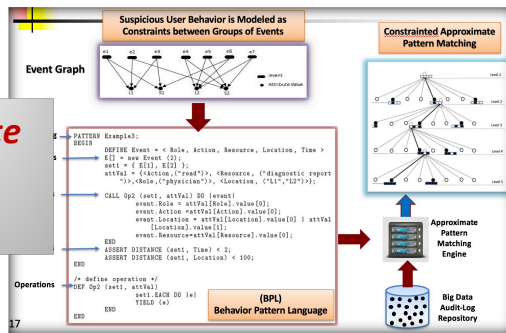 Suspicious User Behavior is Modeled as
Constraints between Groups of Events
Constrainted Approximate
Pattern Matching
Event Graph
e1 e2 e3 e4 e5 e6 e7
:event
:Attribute Value
L1 S1 L1 S2
Level 1
Level 2
Level 3
Level 4
Level 5
PATTERN Example3;
BEGIN
DEFINE Event = < Role, Action, Resource, Location, Time >
E[] = new Event (2);
set1 = { E[1], E[2] };
attVal = {<Action,("read")>, <Resource, ("diagnostic report
")>,<Role,("physician")>, <Location, ("L1","L2")>};
CALL Op2 (set1, attVal) DO |event|
event.Role = attVal[Role].value[0];
event.Action =attVal[Action].value[0];
event.Location = attVal[Location].value[0] | attVal
[Location].value[1];
event.Resource=attVal[Resource].value[0];
END
ASSERT DISTANCE (set1, Time) < 2;
ASSERT DISTANCE (set1, Location) < 100;
END
/* define operation */
Operations
DEF Op2 (set1, attVal)
set1.EACH DO |e|
YIELD (e)
END
END
(BPL)
Behavior Pattern Language
Approximate
Pattern
Matching
Engine
Big Data
Audit-Log
Repository
17